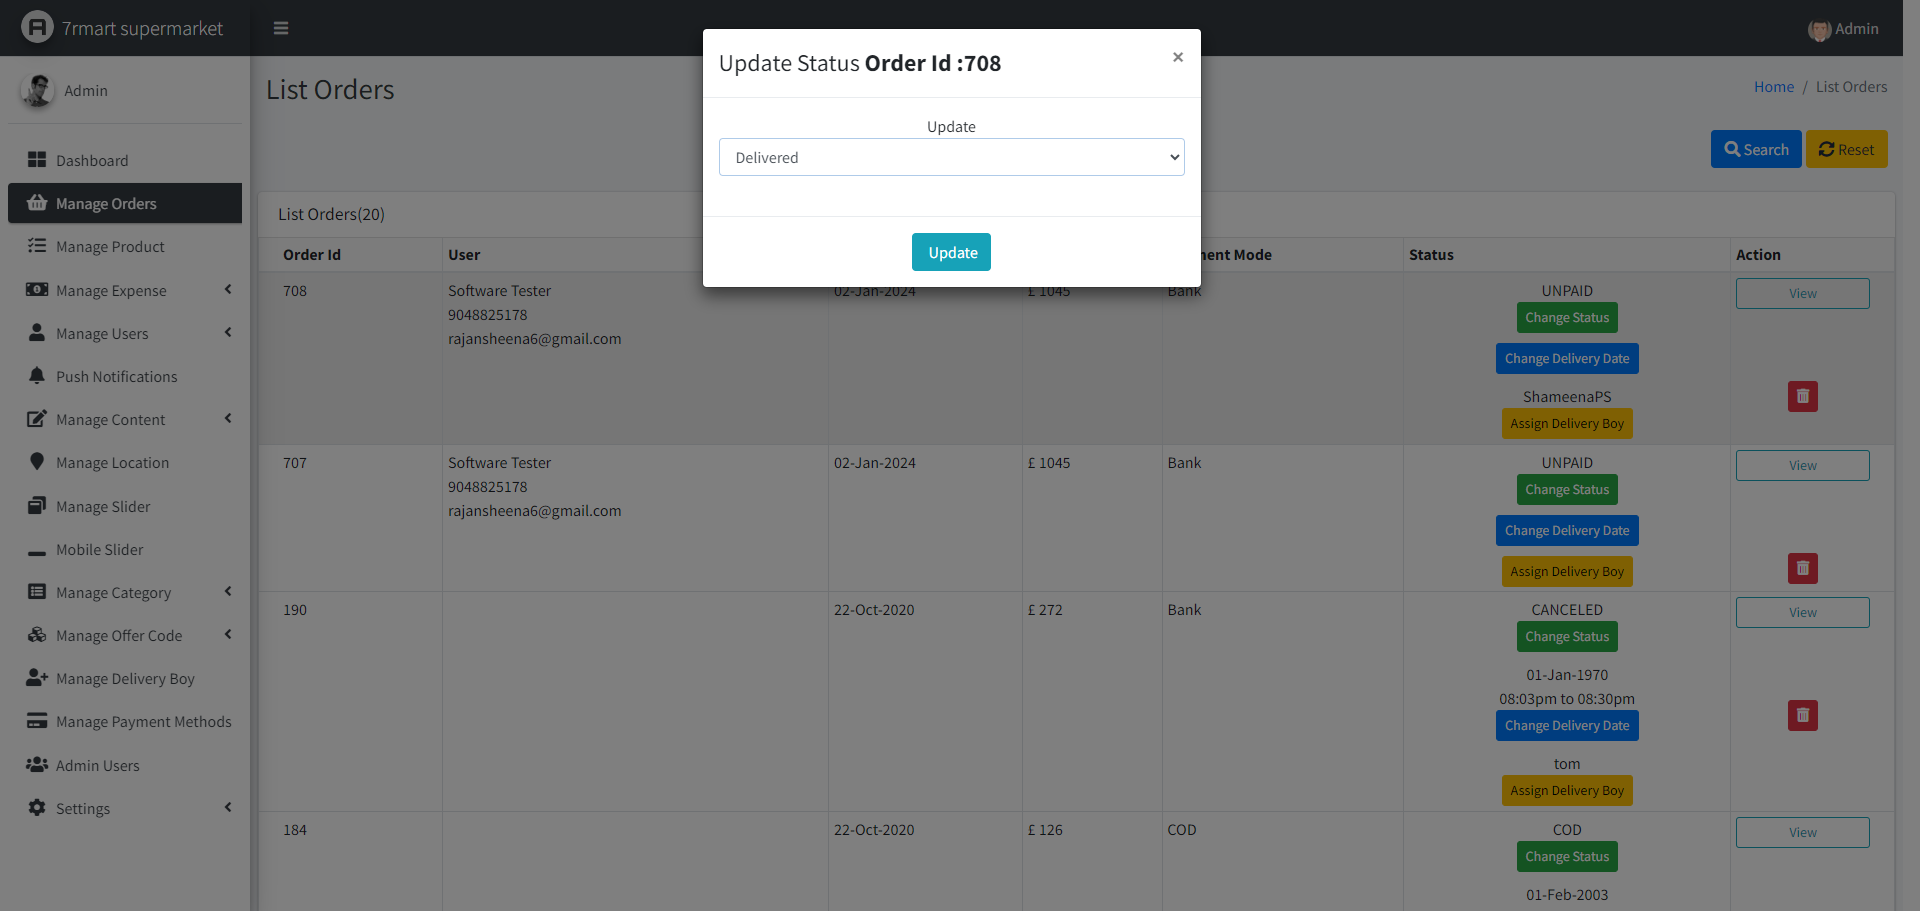 7rmart supermarket
Admin
Admin
Dashboard
Manage Orders
Manage Product
Manage Expense
Manage Users
Push Notifications
Manage Content
Manage Location
Manage Slider
Mobile Slider
Manage Category
Manage Offer Code
Manage Delivery Boy
Manage Payment Methods
Admin Users
Settings
List Orders
Home / List Orders
Search
Reset
Update Status Order Id :708
×
Update
Delivered
Update
List Orders(20)
Order Id User ent Mode Status Action
708
Software Tester
9048825178
rajansheena6@gmail.com
02-Jan-2024
£ 1045
Bank
UNPAID
Change Status
Change Delivery Date
ShameenaPS
Assign Delivery Boy
View
707
Software Tester
9048825178
rajansheena6@gmail.com
02-Jan-2024
£ 1045
Bank
UNPAID
Change Status
Change Delivery Date
Assign Delivery Boy
View
190
22-Oct-2020
£ 272
Bank
CANCELED
Change Status
01-Jan-1970
08:03pm to 08:30pm
Change Delivery Date
tom
Assign Delivery Boy
View
184
22-Oct-2020
£ 126
COD
COD
Change Status
01-Feb-2003
View